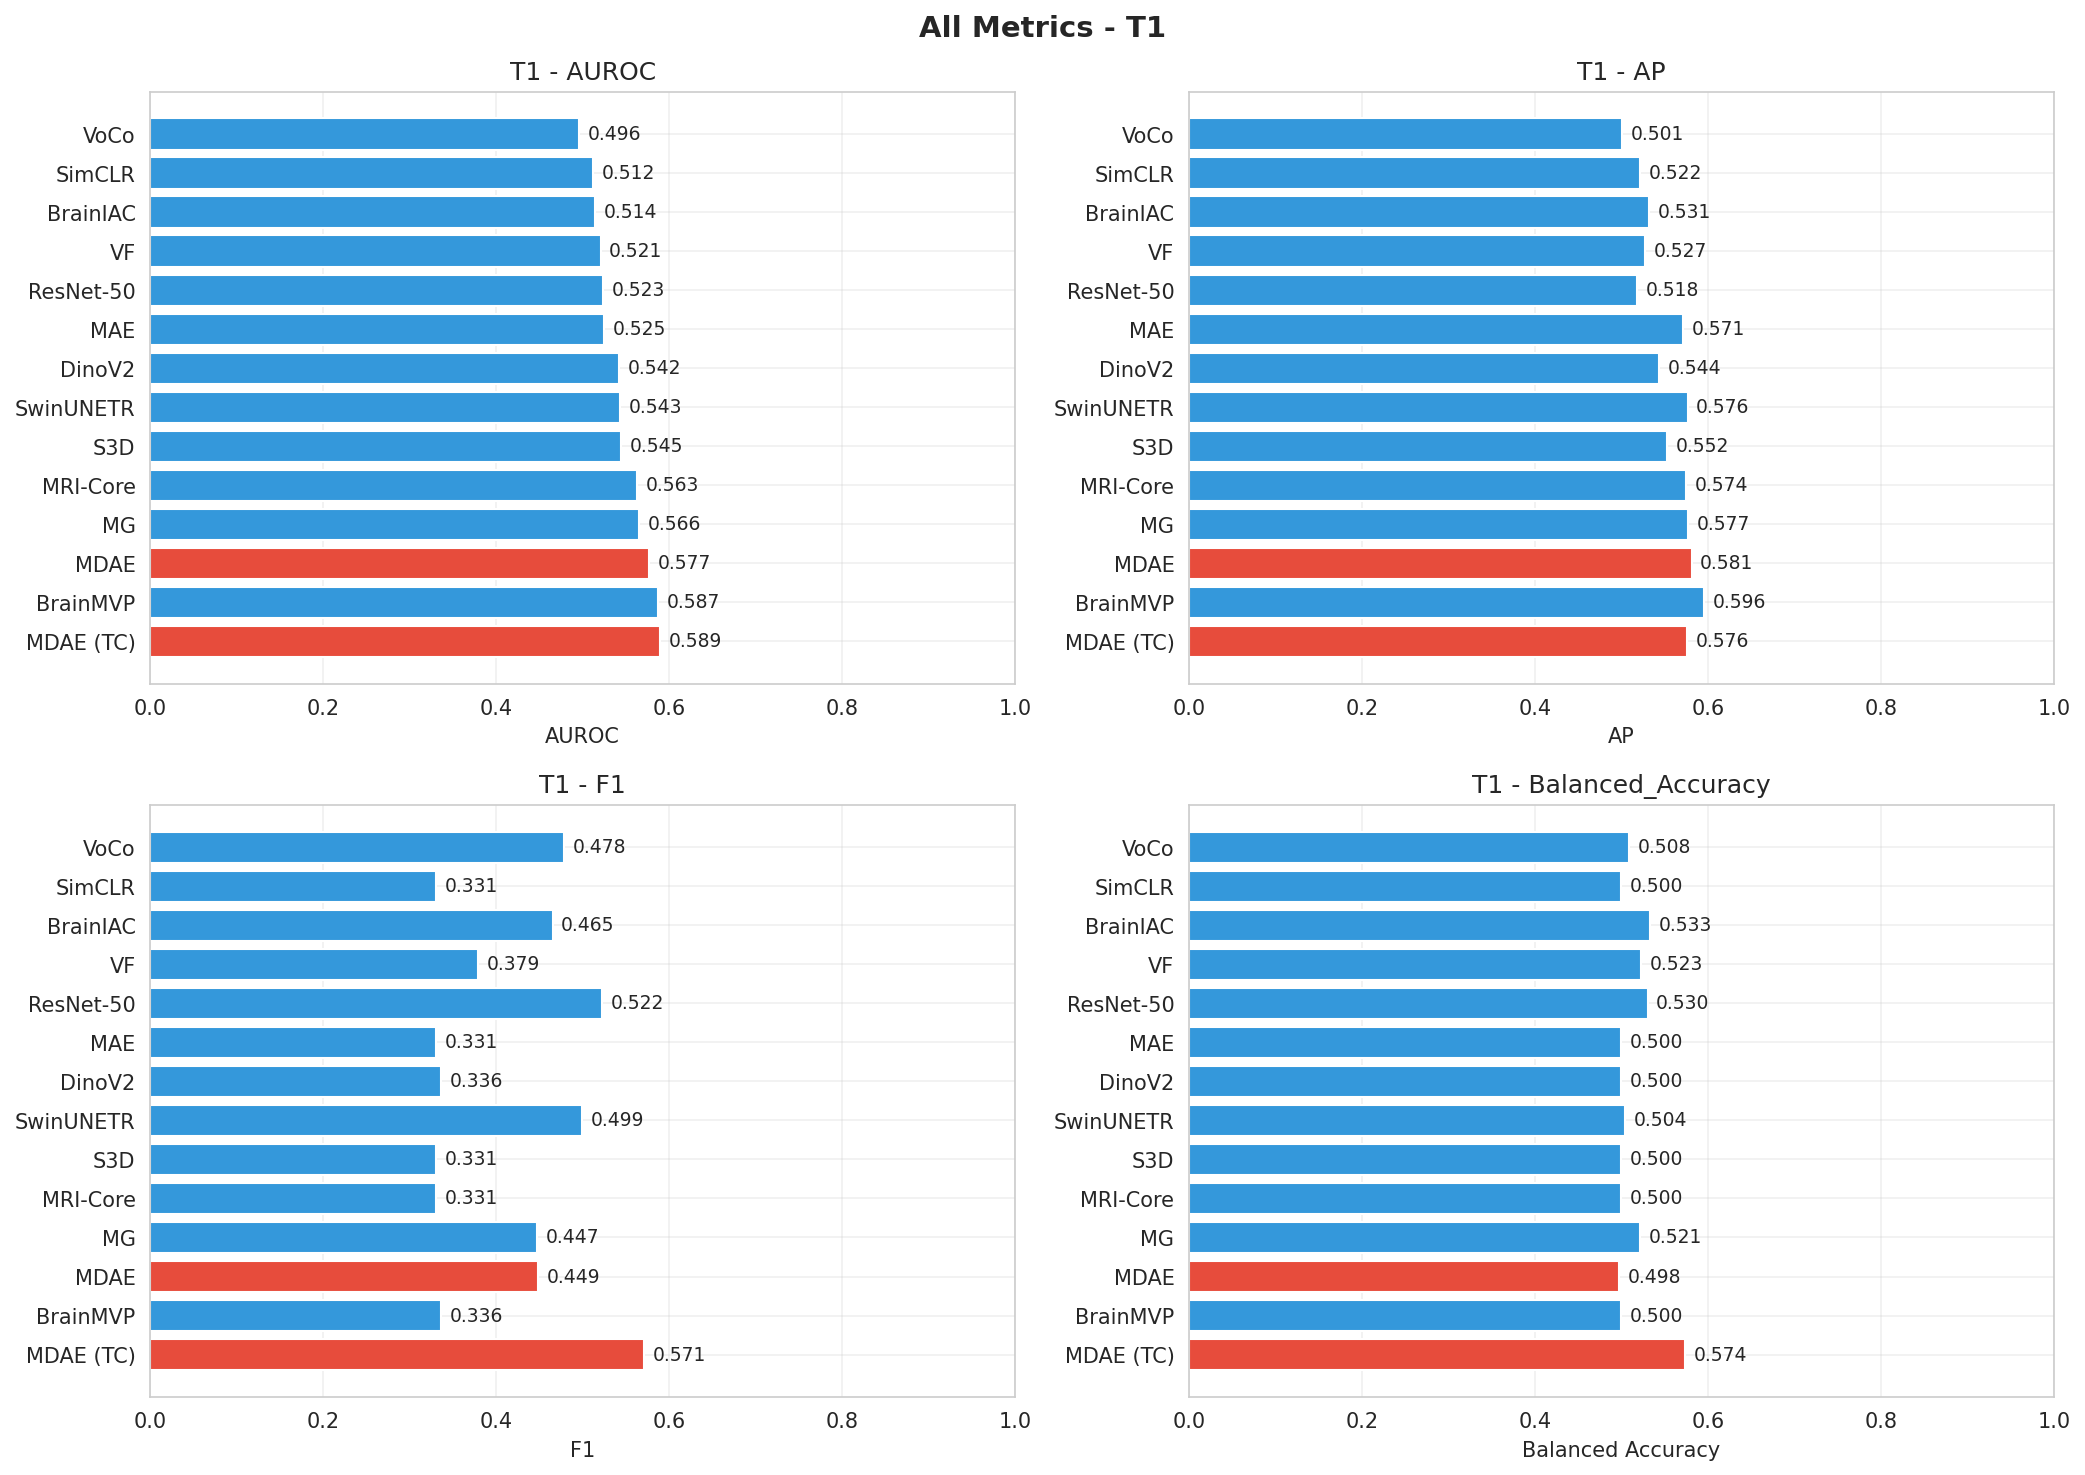 All Metrics - T1
T1 - AUROC
VoCo 0.496
SimCLR 0.512
BrainIAC 0.514
VF 0.521
ResNet-50 0.523
MAE 0.525
DinoV2 0.542
SwinUNETR 0.543
S3D 0.545
MRI-Core 0.563
MG 0.566
MDAE 0.577
BrainMVP 0.587
MDAE (TC) 0.589
0.0 0.2 0.4 0.6 0.8 1.0
AUROC
T1 - AP
VoCo 0.501
SimCLR 0.522
BrainIAC 0.531
VF 0.527
ResNet-50 0.518
MAE 0.571
DinoV2 0.544
SwinUNETR 0.576
S3D 0.552
MRI-Core 0.574
MG 0.577
MDAE 0.581
BrainMVP 0.596
MDAE (TC) 0.576
0.0 0.2 0.4 0.6 0.8 1.0
AP
T1 - F1
VoCo 0.478
SimCLR 0.331
BrainIAC 0.465
VF 0.379
ResNet-50 0.522
MAE 0.331
DinoV2 0.336
SwinUNETR 0.499
S3D 0.331
MRI-Core 0.331
MG 0.447
MDAE 0.449
BrainMVP 0.336
MDAE (TC) 0.571
0.0 0.2 0.4 0.6 0.8 1.0
F1
T1 - Balanced_Accuracy
VoCo 0.508
SimCLR 0.500
BrainIAC 0.533
VF 0.523
ResNet-50 0.530
MAE 0.500
DinoV2 0.500
SwinUNETR 0.504
S3D 0.500
MRI-Core 0.500
MG 0.521
MDAE 0.498
BrainMVP 0.500
MDAE (TC) 0.574
0.0 0.2 0.4 0.6 0.8 1.0
Balanced Accuracy